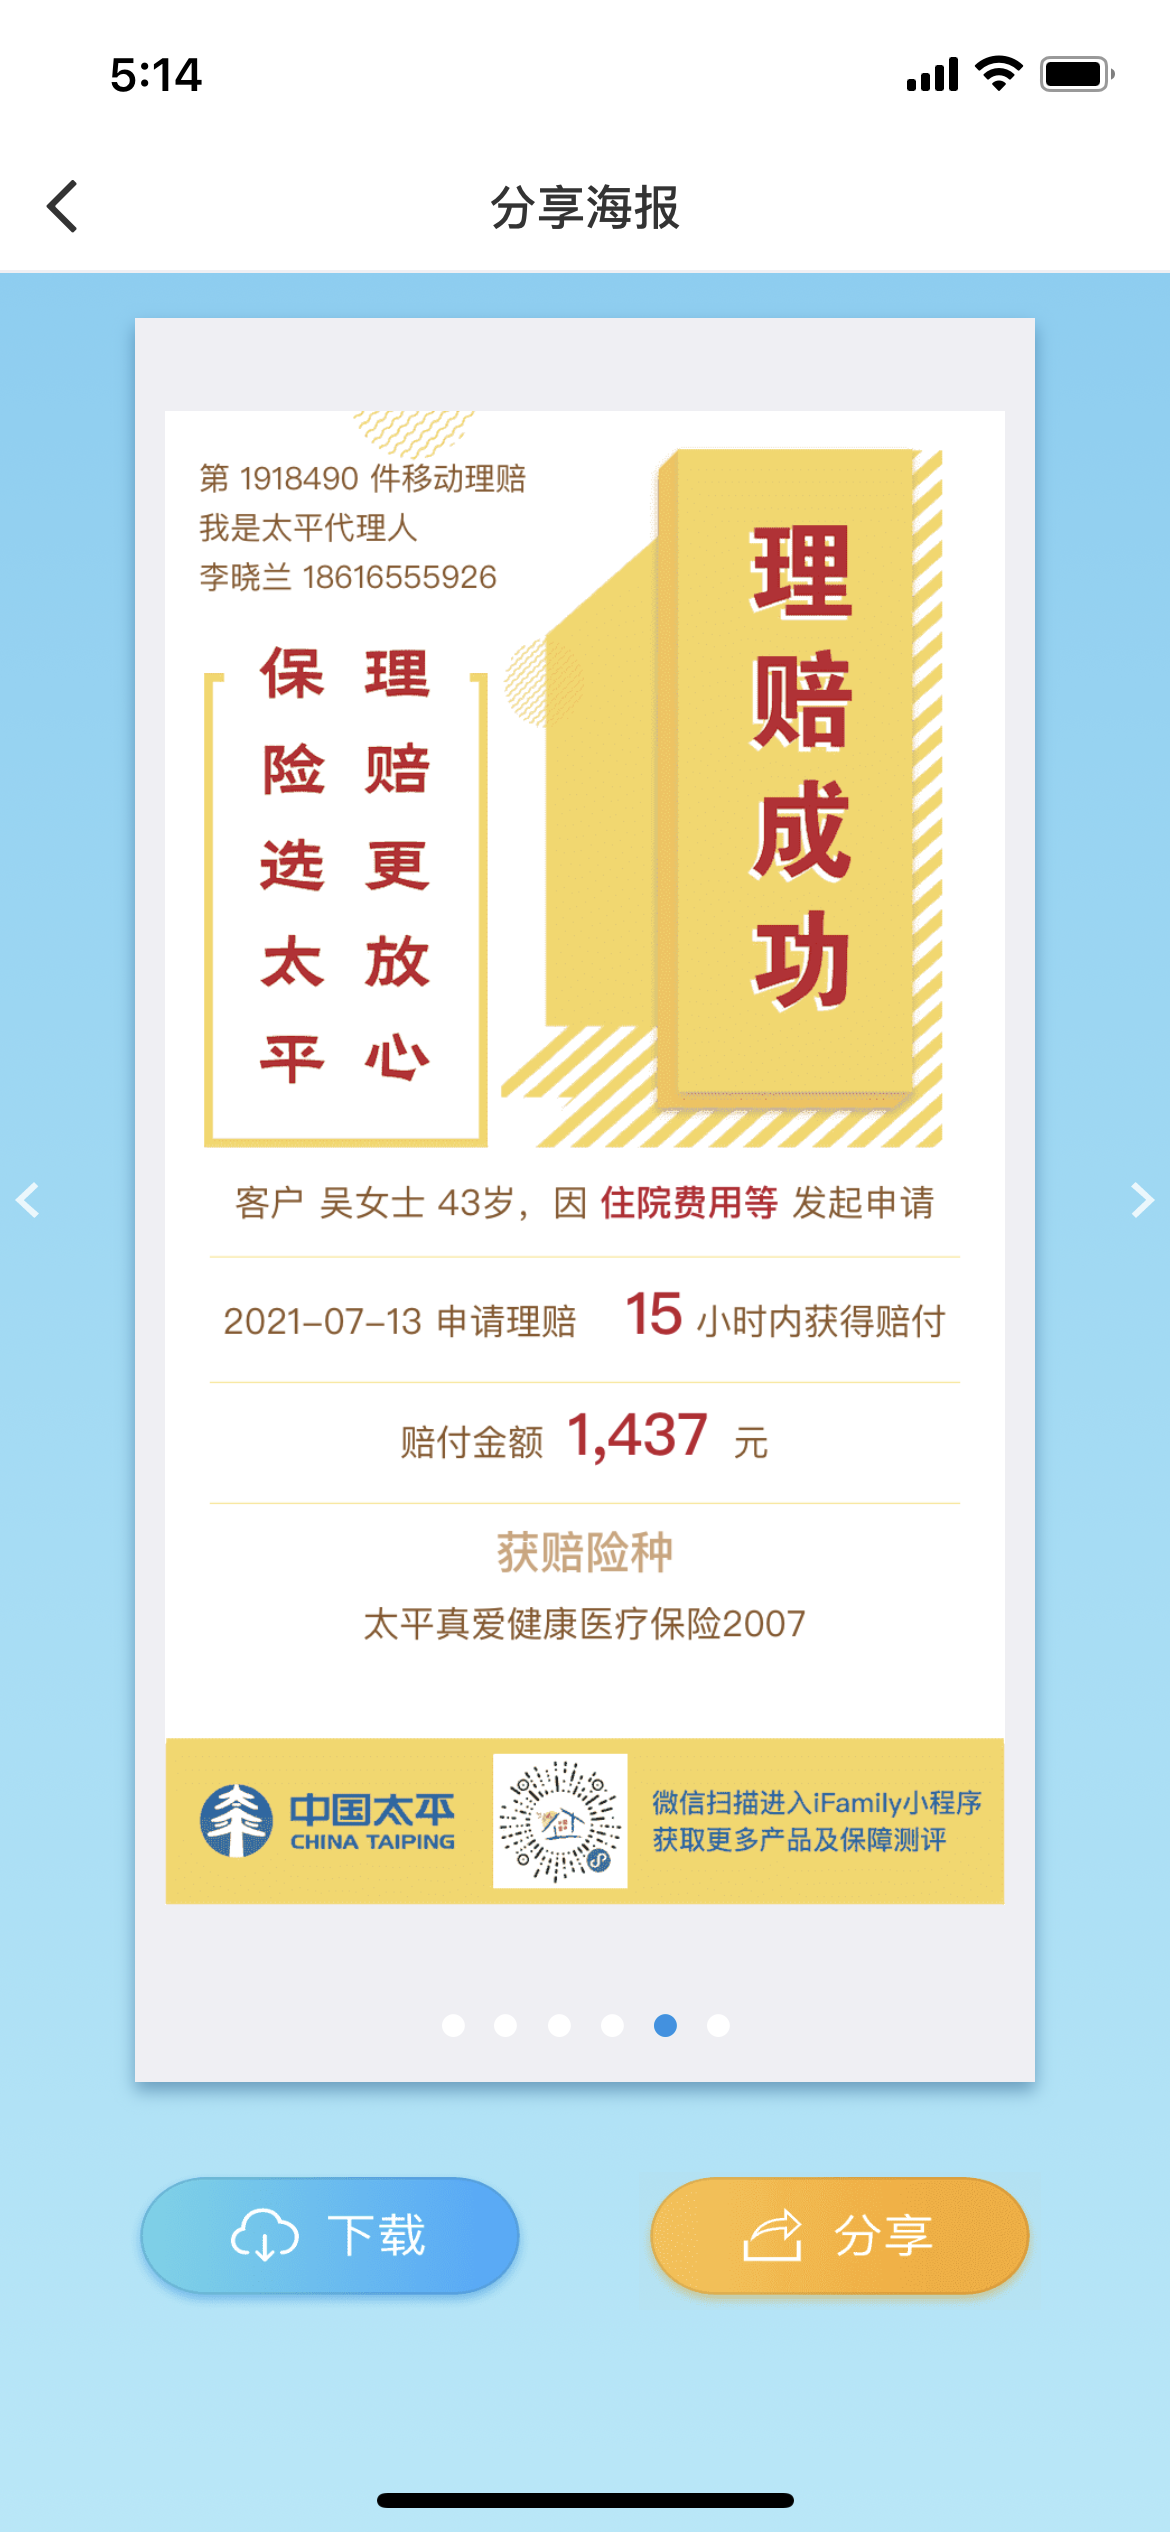 5:14
分享海报
第 1918490 件移动理赔
我是太平代理人
李晓兰 18616555926
理赔成功
理赔更放心
保险选太平
客户 吴女士 43岁，因 住院费用等 发起申请
2021-07-13 申请理赔 15 小时内获得赔付
赔付金额 1,437 元
获赔险种
太平真爱健康医疗保险2007
中国太平
CHINA TAIPING
微信扫描进入iFamily小程序
获取更多产品及保障测评
下载
分享